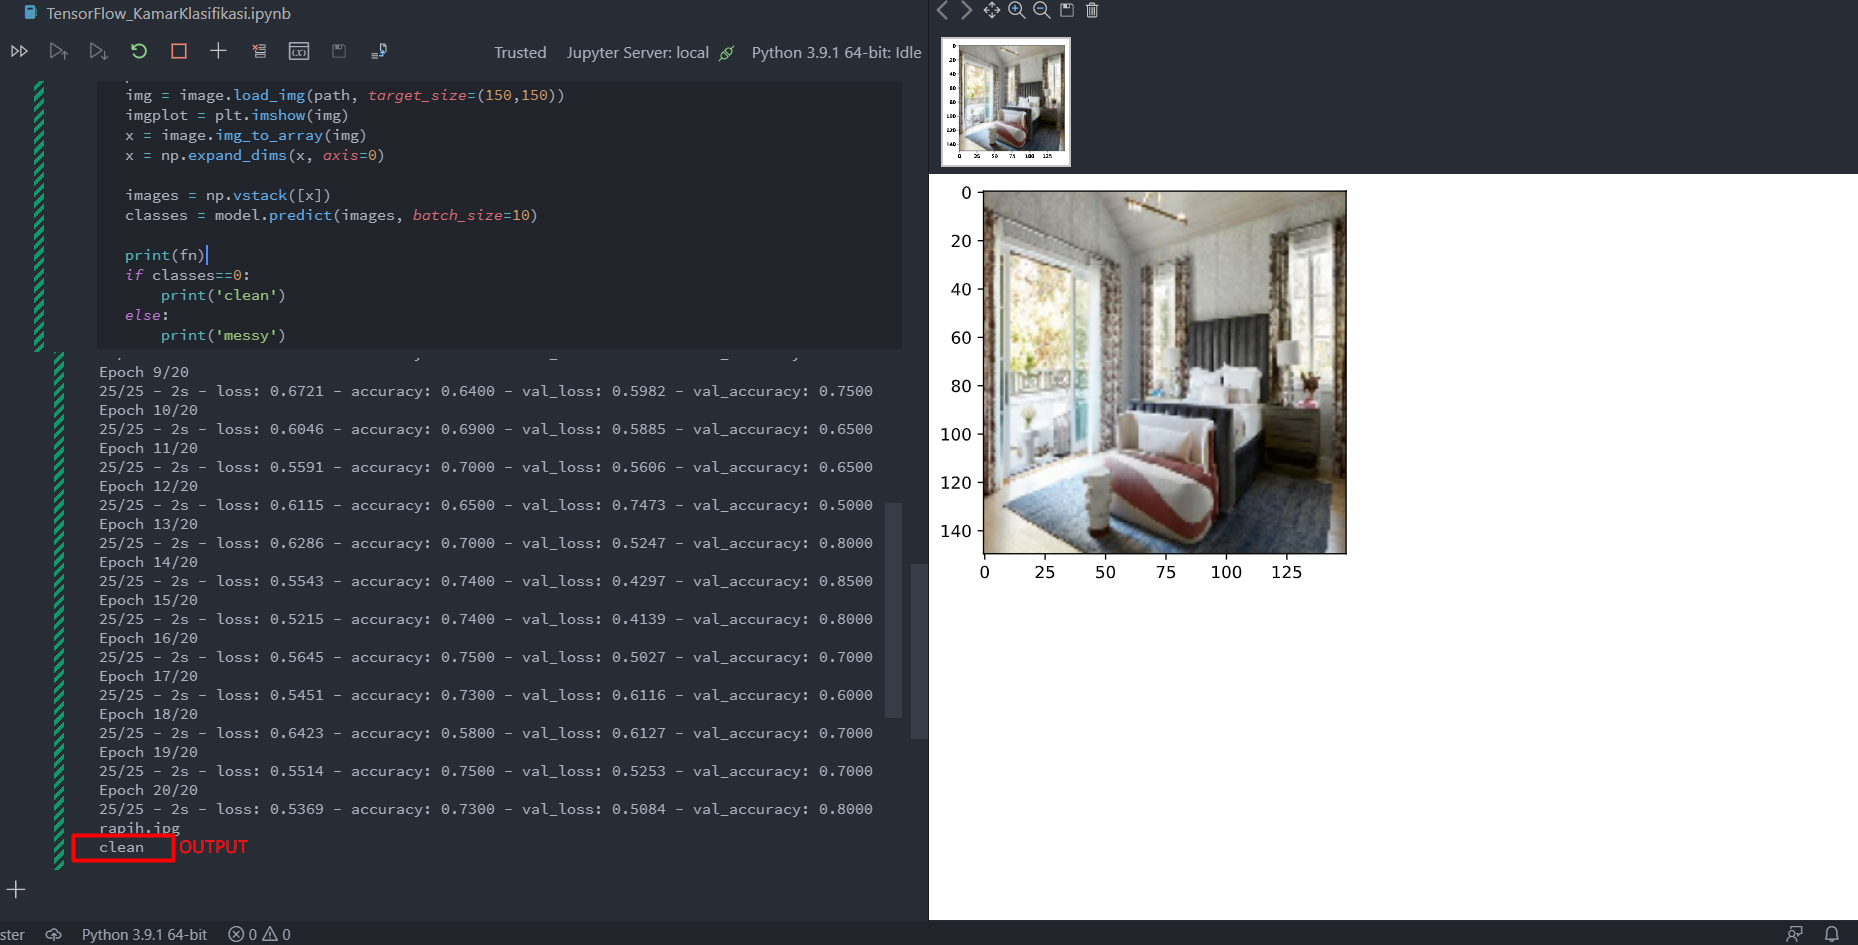 TensorFlow_KamarKlasifikasi.ipynb
Trusted Jupyter Server: local Python 3.9.1 64-bit: Idle
img = image.load_img(path, target_size=(150,150))
imgplot = plt.imshow(img)
x = image.img_to_array(img)
x = np.expand_dims(x, axis=0)
images = np.vstack([x])
classes = model.predict(images, batch_size=10)
print(fn)
if classes==0:
print('clean')
else:
print('messy')
Epoch 9/20
25/25 - 2s - loss: 0.6721 - accuracy: 0.6400 - val_loss: 0.5982 - val_accuracy: 0.7500
Epoch 10/20
25/25 - 2s - loss: 0.6046 - accuracy: 0.6900 - val_loss: 0.5885 - val_accuracy: 0.6500
Epoch 11/20
25/25 - 2s - loss: 0.5591 - accuracy: 0.7000 - val_loss: 0.5606 - val_accuracy: 0.6500
Epoch 12/20
25/25 - 2s - loss: 0.6115 - accuracy: 0.6500 - val_loss: 0.7473 - val_accuracy: 0.5000
Epoch 13/20
25/25 - 2s - loss: 0.6286 - accuracy: 0.7000 - val_loss: 0.5247 - val_accuracy: 0.8000
Epoch 14/20
25/25 - 2s - loss: 0.5543 - accuracy: 0.7400 - val_loss: 0.4297 - val_accuracy: 0.8500
Epoch 15/20
25/25 - 2s - loss: 0.5215 - accuracy: 0.7400 - val_loss: 0.4139 - val_accuracy: 0.8000
Epoch 16/20
25/25 - 2s - loss: 0.5645 - accuracy: 0.7500 - val_loss: 0.5027 - val_accuracy: 0.7000
Epoch 17/20
25/25 - 2s - loss: 0.5451 - accuracy: 0.7300 - val_loss: 0.6116 - val_accuracy: 0.6000
Epoch 18/20
25/25 - 2s - loss: 0.6423 - accuracy: 0.5800 - val_loss: 0.6127 - val_accuracy: 0.7000
Epoch 19/20
25/25 - 2s - loss: 0.5514 - accuracy: 0.7500 - val_loss: 0.5253 - val_accuracy: 0.7000
Epoch 20/20
25/25 - 2s - loss: 0.5369 - accuracy: 0.7300 - val_loss: 0.5084 - val_accuracy: 0.8000
rapih.jpg
clean OUTPUT
ster Python 3.9.1 64-bit 0 0
0
20
40
60
80
100
120
140
0 25 50 75 100 125
0
20
40
60
80
100
120
140
0 25 50 75 100 125